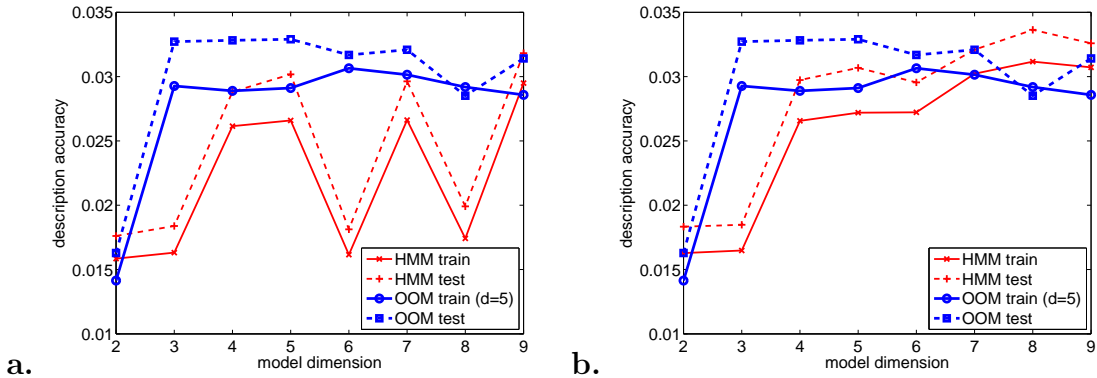 0.035
0.03
0.025
0.02
0.015
0.01
description accuracy
2 3 4 5 6 7 8 9
model dimension
HMM train
HMM test
OOM train (d=5)
OOM test
a.
0.035
0.03
0.025
0.02
0.015
0.01
description accuracy
2 3 4 5 6 7 8 9
model dimension
HMM train
HMM test
OOM train (d=5)
OOM test
b.